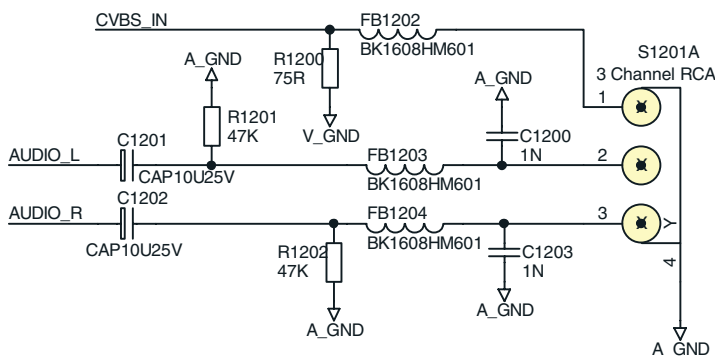 CVBS_IN
FB1202
BK1608HM601
S1201A
3 Channel RCA
A_GND
R1200
75R
A_GND
1
R1201
47K
V_GND
C1200
1N
C1201
AUDIO_L
CAP10U25V
FB1203
BK1608HM601
2
C1202
AUDIO_R
CAP10U25V
FB1204
BK1608HM601
3
Y
R1202
47K
C1203
1N
4
A_GND
A_GND
A_GND